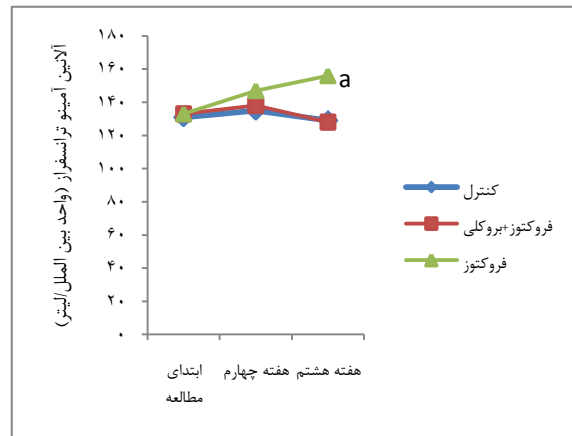 آلانین آمینو ترانسفراز (واحد بین الملل/لیتر)
۱۸۰
۱۶۰
۱۴۰
۱۲۰
۱۰۰
۸۰
۶۰
۴۰
۲۰
۰
a
ابتدای
مطالعه
هفته چهارم
هفته هشتم
کنترل
فروکتوز+بروکلی
فروکتوز